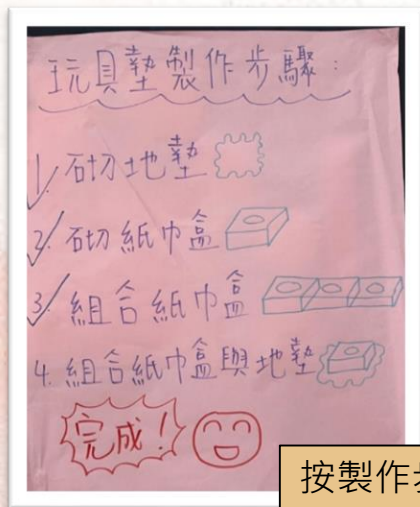 玩具墊製作步驟：
1. 砌地墊
2. 砌紙巾盒
3. 組合紙巾盒
4. 組合紙巾盒與地墊
完成！
按製作步